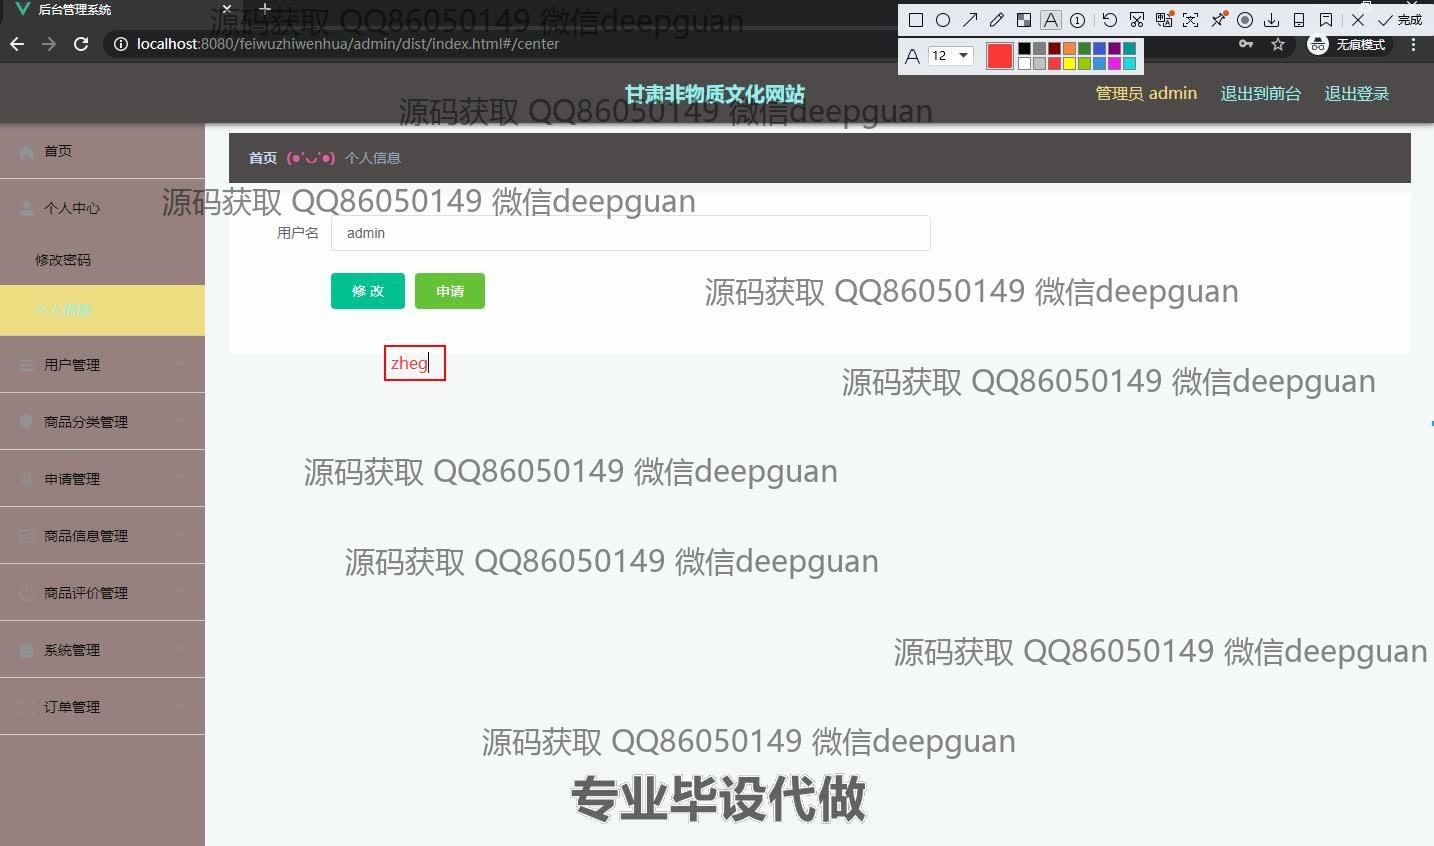 后台管理系统
源码获取 QQ86050149 微信deepguan
完成
localhost:8080/feiwuzhiwenhua/admin/dist/index.html#/center
无痕模式
A 12
甘肃非物质文化网站
管理员 admin
退出到前台
退出登录
源码获取 QQ86050149 微信deepguan
首页
首页 (●'◡'●) 个人信息
个人中心
源码获取 QQ86050149 微信deepguan
用户名 admin
修改密码
修 改
申请
源码获取 QQ86050149 微信deepguan
个人信息
zheg
用户管理
源码获取 QQ86050149 微信deepguan
商品分类管理
申请管理
源码获取 QQ86050149 微信deepguan
商品信息管理
源码获取 QQ86050149 微信deepguan
商品评价管理
系统管理
源码获取 QQ86050149 微信deepguan
订单管理
源码获取 QQ86050149 微信deepguan
专业毕设代做